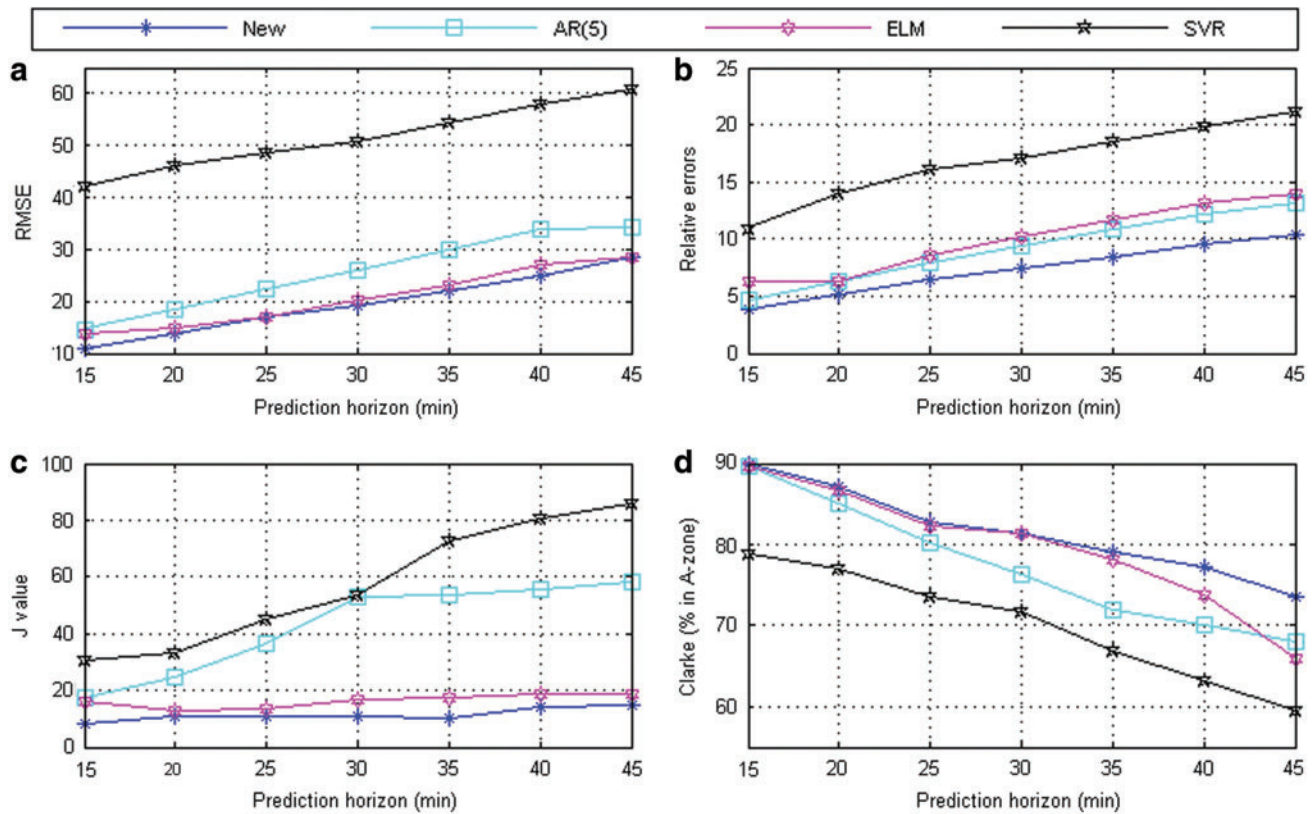 New AR(5) ELM SVR
a
60
50
40
30
20
10
RMSE
15 20 25 30 35 40 45
Prediction horizon (min)
b
25
20
15
10
5
0
Relative errors
15 20 25 30 35 40 45
Prediction horizon (min)
c
100
80
60
40
20
0
J value
15 20 25 30 35 40 45
Prediction horizon (min)
d
90
80
70
60
Clarke (% in A-zone)
15 20 25 30 35 40 45
Prediction horizon (min)